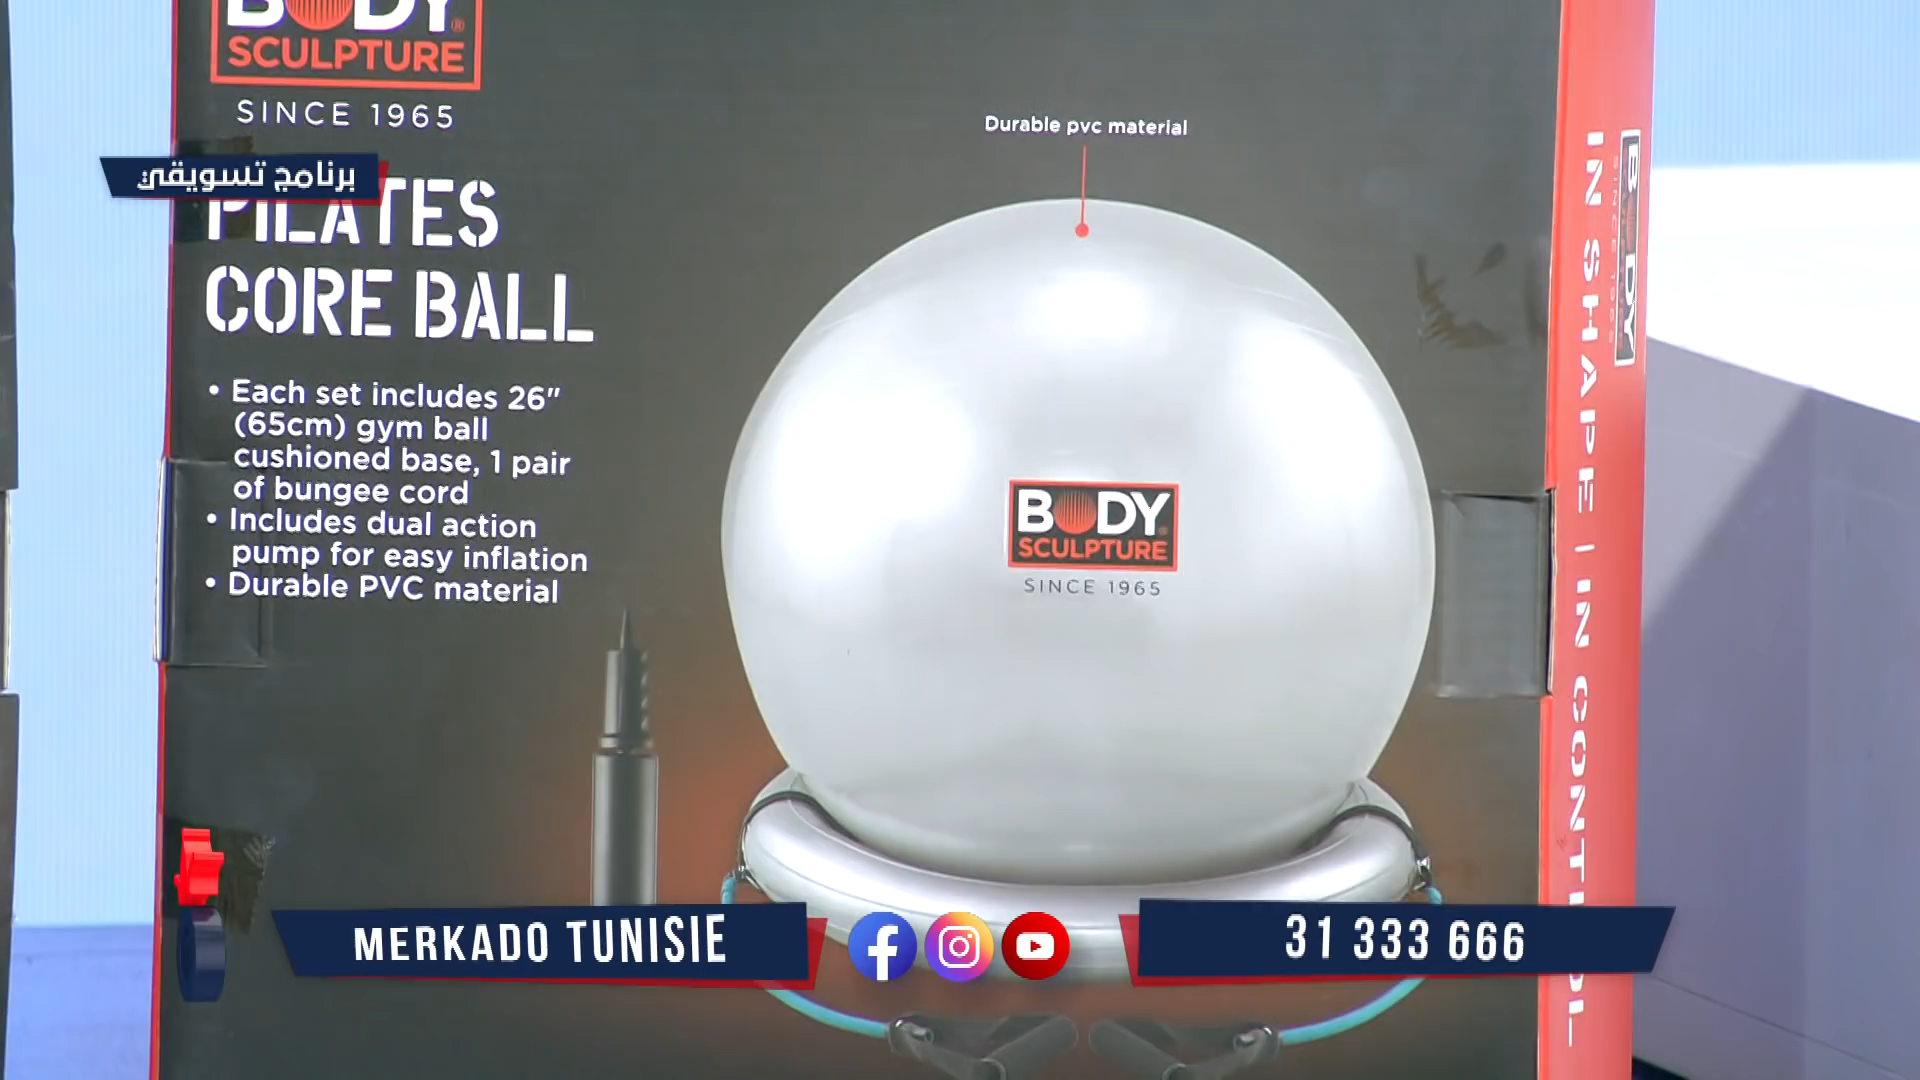 BODY
SCULPTURE
SINCE 1965
برنامج تسويقي
PILATES
CORE BALL
• Each set includes 26"
(65cm) gym ball
cushioned base, 1 pair
of bungee cord
• Includes dual action
pump for easy inflation
• Durable PVC material
Durable pvc material
BODY
SCULPTURE
SINCE 1965
BODY
IN SHAPE | IN CONTROL
MERKADO TUNISIE
31 333 666